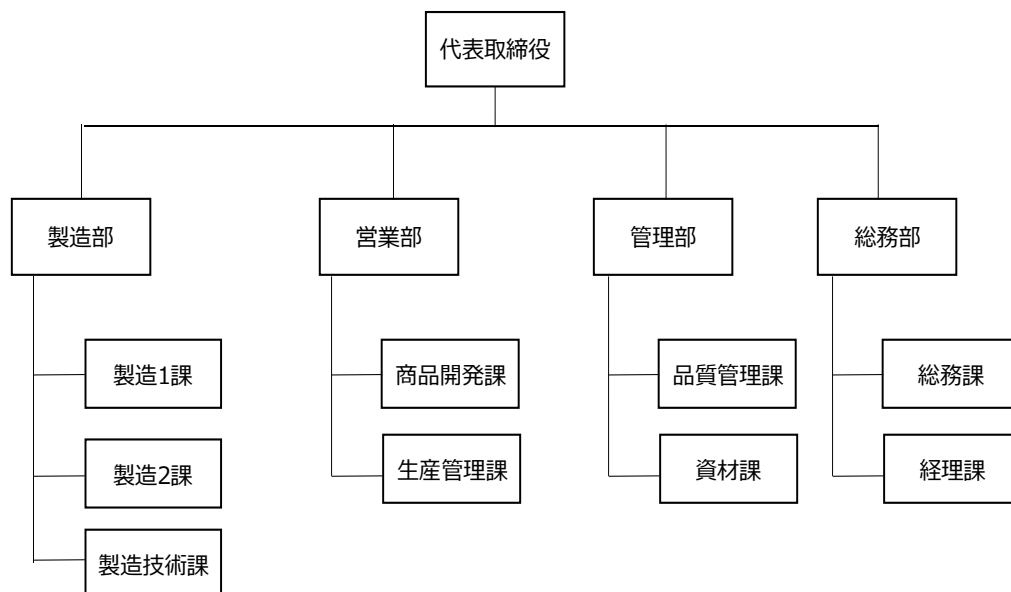 代表取締役
製造部
営業部
管理部
総務部
製造1課
商品開発課
品質管理課
総務課
製造2課
生産管理課
資材課
経理課
製造技術課